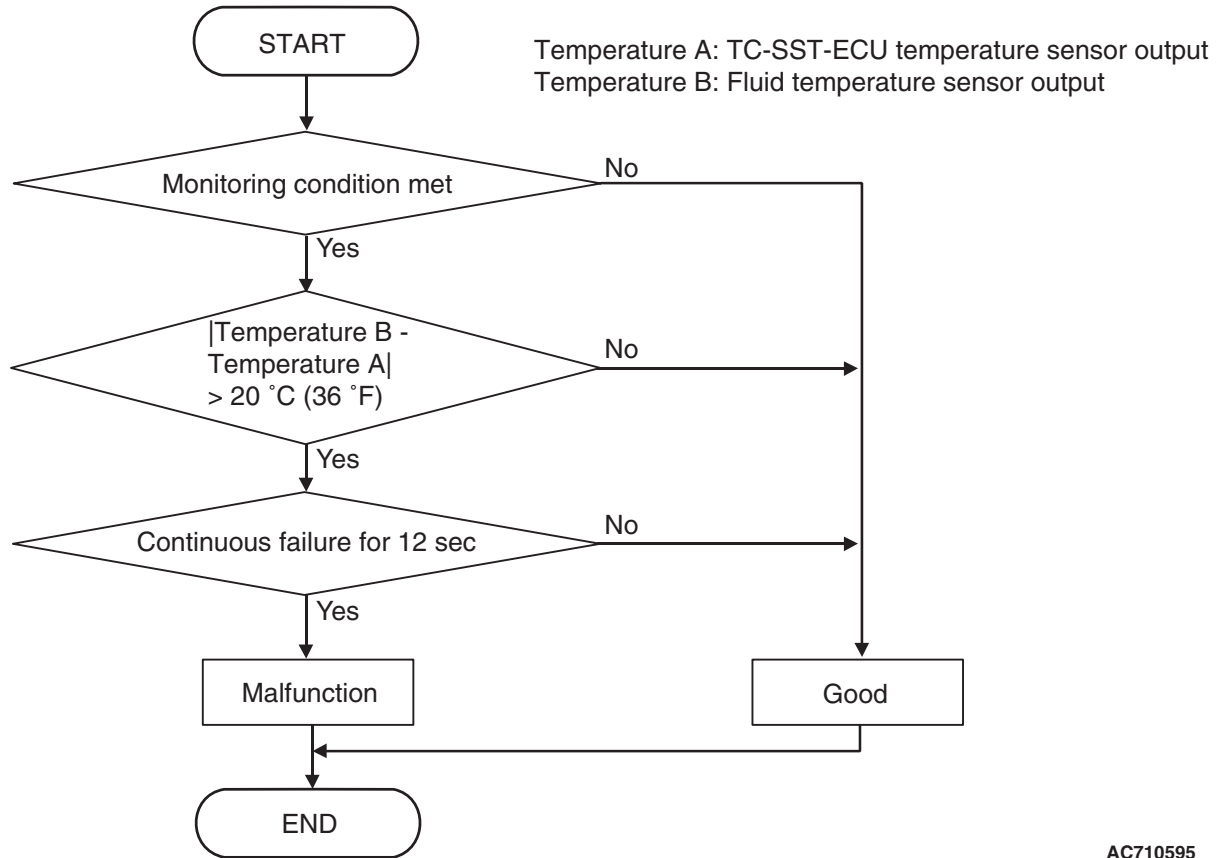 START
Temperature A: TC-SST-ECU temperature sensor output
Temperature B: Fluid temperature sensor output
Monitoring condition met
No
Yes
|Temperature B -
Temperature A|
> 20 ˚C (36 ˚F)
No
Yes
Continuous failure for 12 sec
No
Yes
Malfunction
Good
END
AC710595